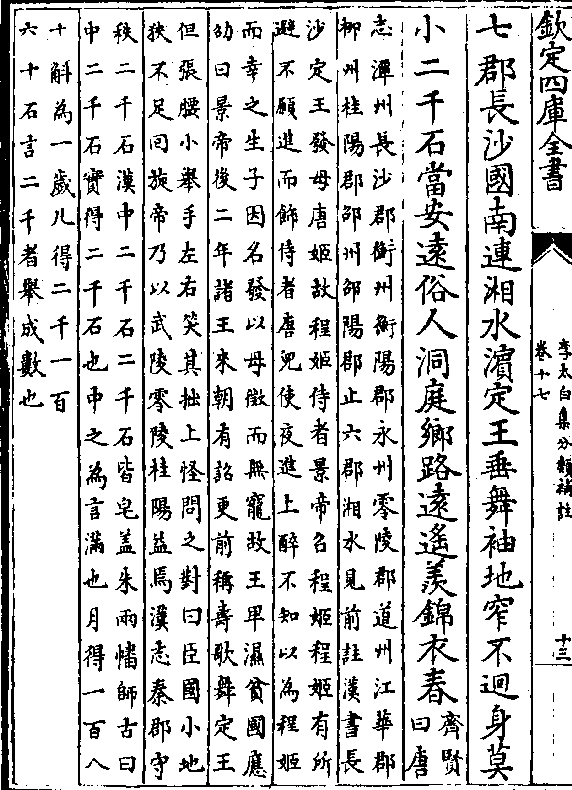 欽定四庫全書
李太白集分類補註
卷十七
十三
七郡長沙國南連湘水濵定王垂舞袖地窄不迴身莫
小二千石當安遠俗人洞庭鄉路遠遙羡錦衣春
齊賢
曰唐
志潭州長沙郡衡州衡陽郡永州零陵郡道州江華郡
郴州桂陽郡邵州邵陽郡止六郡湘水見前註漢書長
沙定王發母唐姬故程姬侍者景帝召程姬程姬有所
避不願進而飾侍者唐兒使夜進上醉不知以為程姬
而幸之生子因名發以母微而無寵故王卑濕貧國應
劭曰景帝後二年諸王來朝有詔更前稱壽歌舞定王
但張䄂小舉手左右笑其拙上怪問之對曰臣國小地
狹不足囘旋帝乃以武陵零陵桂陽益焉漢志秦郡守
秩二千石漢中二千石二千石皆皂盖朱兩轓師古曰
中二千石實得二千石也中之為言滿也月得一百八
十斛為一歲凡得二千一百
六十石言二千者舉成數也